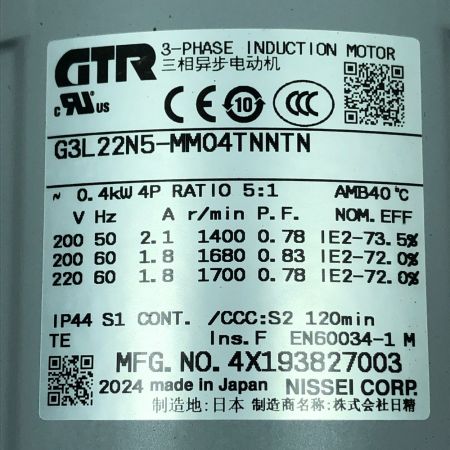 GTR 3-PHASE INDUCTION MOTOR
三相异步电动机
c RU US CE 10 CCC
G3L22N5-MM04TNNTN
~ 0.4kW 4P RATIO 5:1 AMB40℃
V Hz A r/min P.F. NOM.EFF
200 50 2.1 1400 0.78 IE2-73.5%
200 60 1.8 1680 0.83 IE2-72.0%
220 60 1.8 1700 0.78 IE2-72.0%
IP44 S1 CONT. /CCC:S2 120min
TE Ins.F EN60034-1 M
MFG. NO. 4X193827003
2024 made in Japan NISSEI CORP.
制造地:日本 制造商名称:株式会社日精